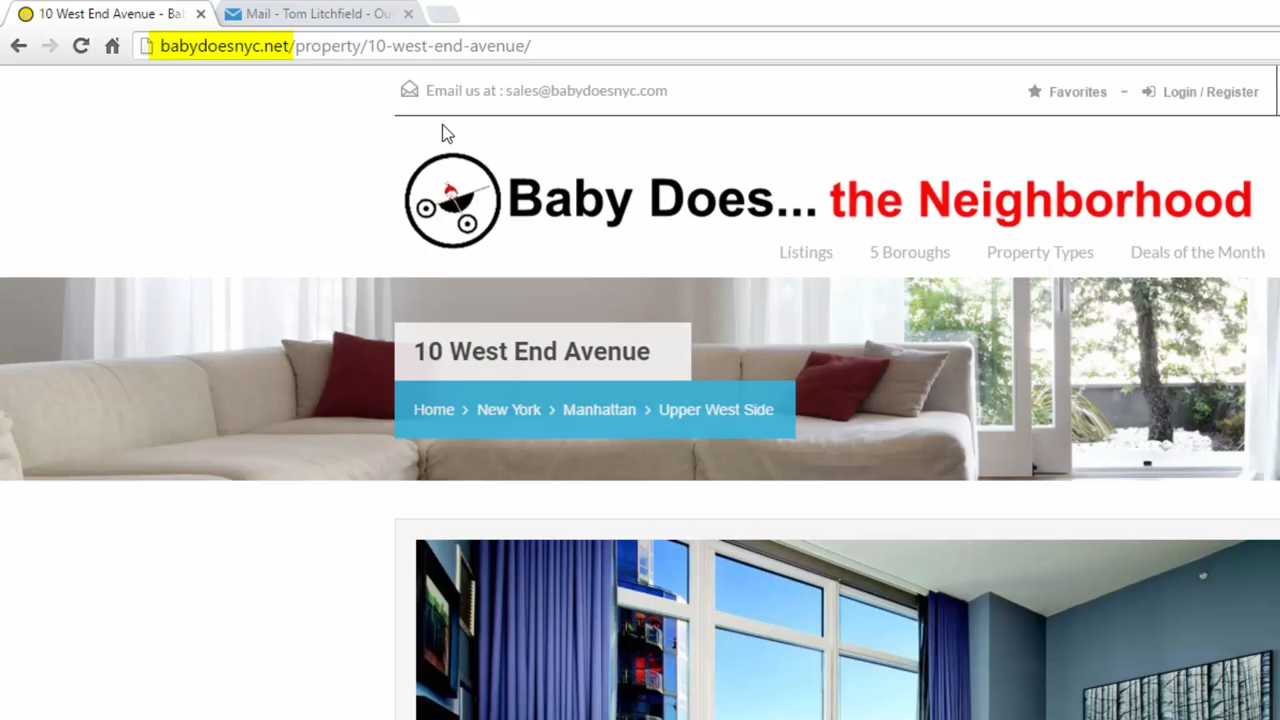 10 West End Avenue - Ba
Mail - Tom Litchfield - Ou
babydoesnyc.net/property/10-west-end-avenue/
Email us at : sales@babydoesnyc.com
Favorites - Login / Register
Baby Does... the Neighborhood
Listings 5 Boroughs Property Types Deals of the Month
10 West End Avenue
Home > New York > Manhattan > Upper West Side